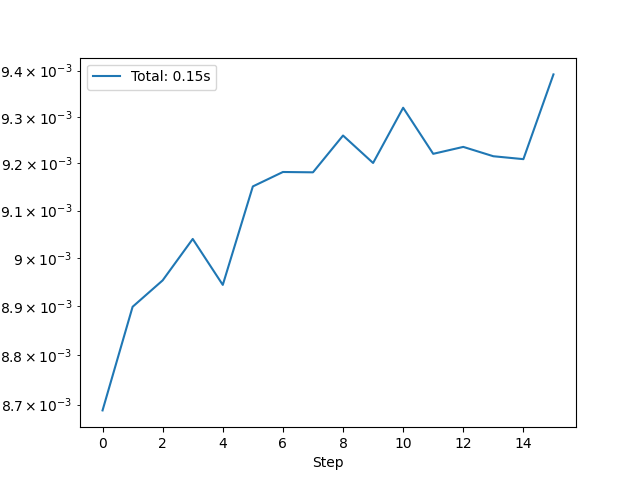 Total: 0.15s
9.4 × 10⁻³
9.3 × 10⁻³
9.2 × 10⁻³
9.1 × 10⁻³
9 × 10⁻³
8.9 × 10⁻³
8.8 × 10⁻³
8.7 × 10⁻³
0 2 4 6 8 10 12 14
Step